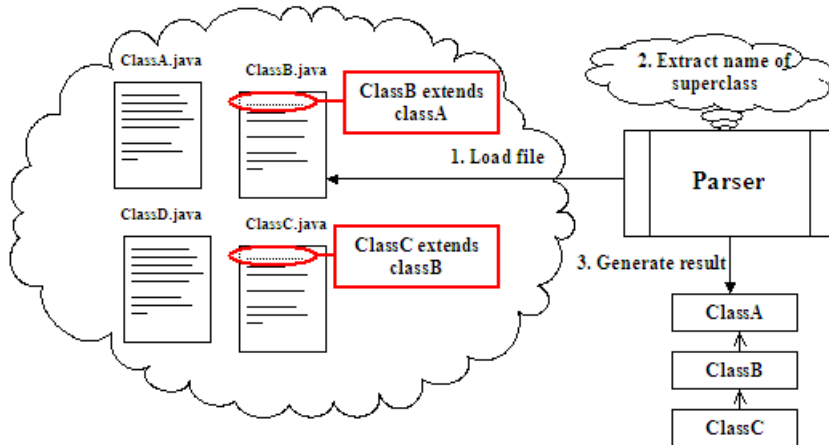 ClassA.java
ClassB.java
ClassB extends
classA
ClassD.java
ClassC.java
ClassC extends
classB
1. Load file
2. Extract name of
superclass
Parser
3. Generate result
ClassA
ClassB
ClassC